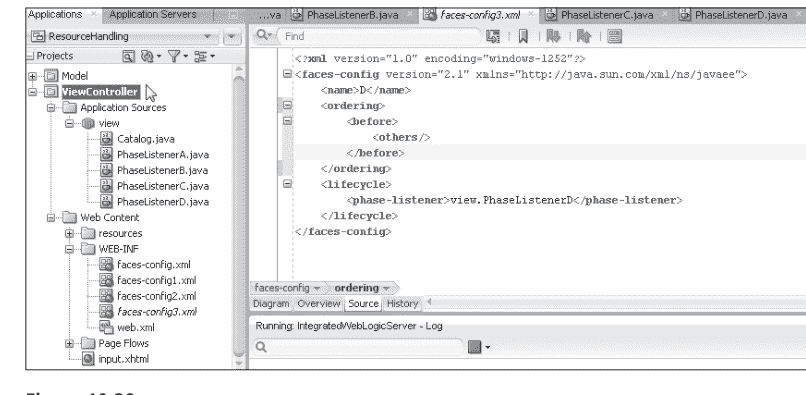 Applications
Application Servers
...va
PhaseListenerB.java
faces-config3.xml
PhaseListenerC.java
PhaseListenerD.java
ResourceHandling
Find
Projects
Model
ViewController
Application Sources
view
Catalog.java
PhaseListenerA.java
PhaseListenerB.java
PhaseListenerC.java
PhaseListenerD.java
Web Content
resources
WEB-INF
faces-config.xml
faces-config1.xml
faces-config2.xml
faces-config3.xml
web.xml
Page Flows
input.xhtml
<?xml version="1.0" encoding="windows-1252"?>
<faces-config version="2.1" xmlns="http://java.sun.com/xml/ns/javaee">
<name>D</name>
<ordering>
<before>
<others/>
</before>
</ordering>
<lifecycle>
<phase-listener>view.PhaseListenerD</phase-listener>
</lifecycle>
</faces-config>
faces-config
ordering
Diagram Overview Source History
Running: IntegratedWebLogicServer - Log